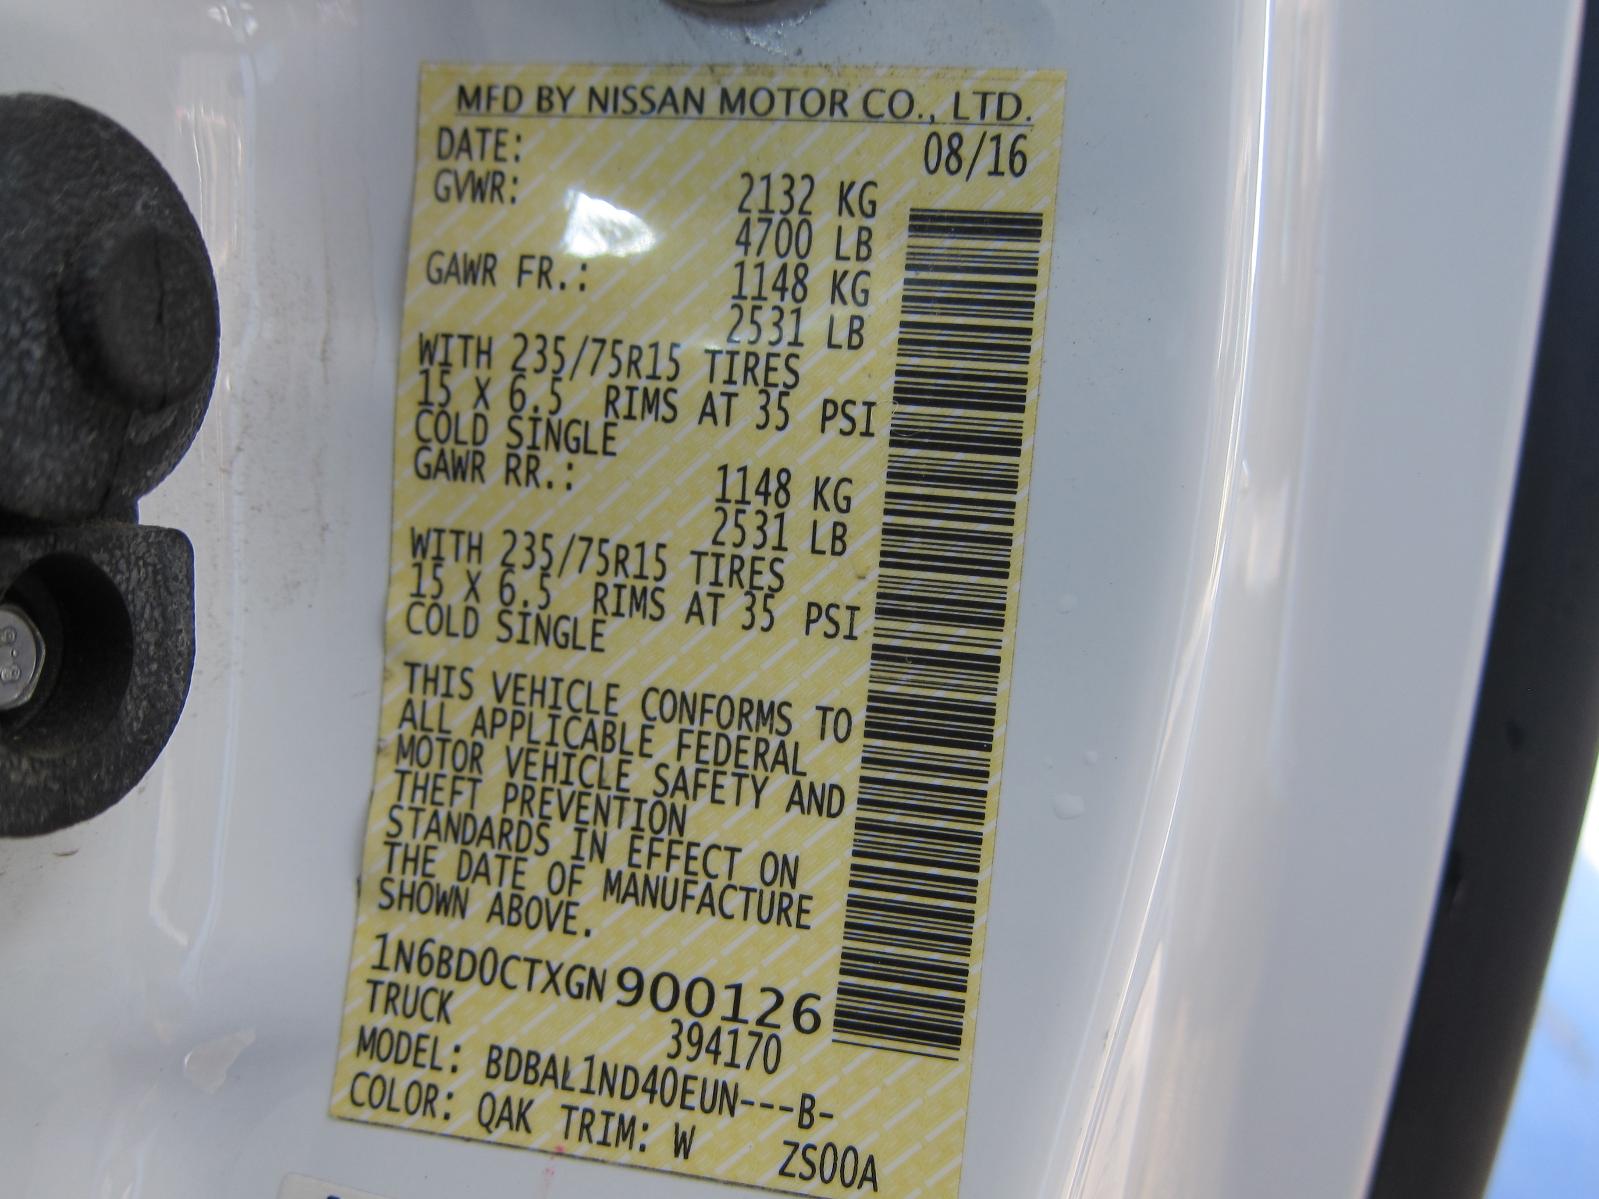 MFD BY NISSAN MOTOR CO., LTD.
DATE: 08/16
GVWR: 2132 KG
4700 LB
GAWR FR.: 1148 KG
2531 LB
WITH 235/75R15 TIRES
15 X 6.5 RIMS AT 35 PSI
COLD SINGLE
GAWR RR.: 1148 KG
2531 LB
WITH 235/75R15 TIRES
15 X 6.5 RIMS AT 35 PSI
COLD SINGLE
THIS VEHICLE CONFORMS TO
ALL APPLICABLE FEDERAL
MOTOR VEHICLE SAFETY AND
THEFT PREVENTION
STANDARDS IN EFFECT ON
THE DATE OF MANUFACTURE
SHOWN ABOVE.
1N6BD0CTXGN900126
TRUCK 394170
MODEL: BDBAL1ND40EUN---B-
COLOR: QAK TRIM: W ZS00A